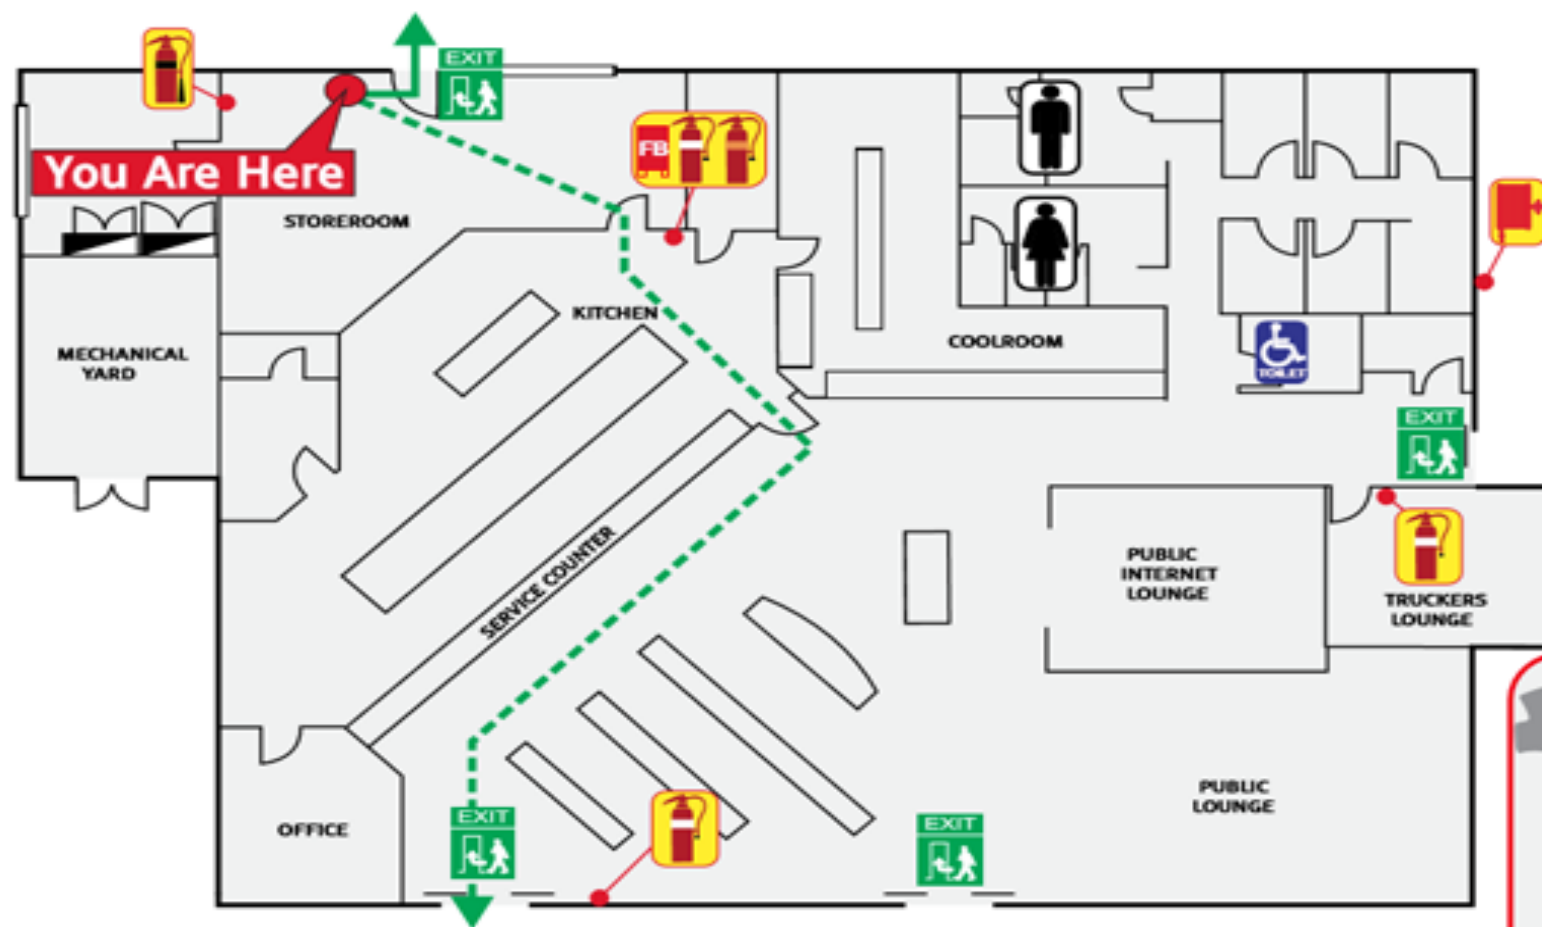 EXIT
FB
You Are Here
STOREROOM
KITCHEN
MECHANICAL
YARD
COOLROOM
TOILET
EXIT
SERVICE COUNTER
PUBLIC
INTERNET
LOUNGE
TRUCKERS
LOUNGE
PUBLIC
LOUNGE
OFFICE
EXIT
EXIT